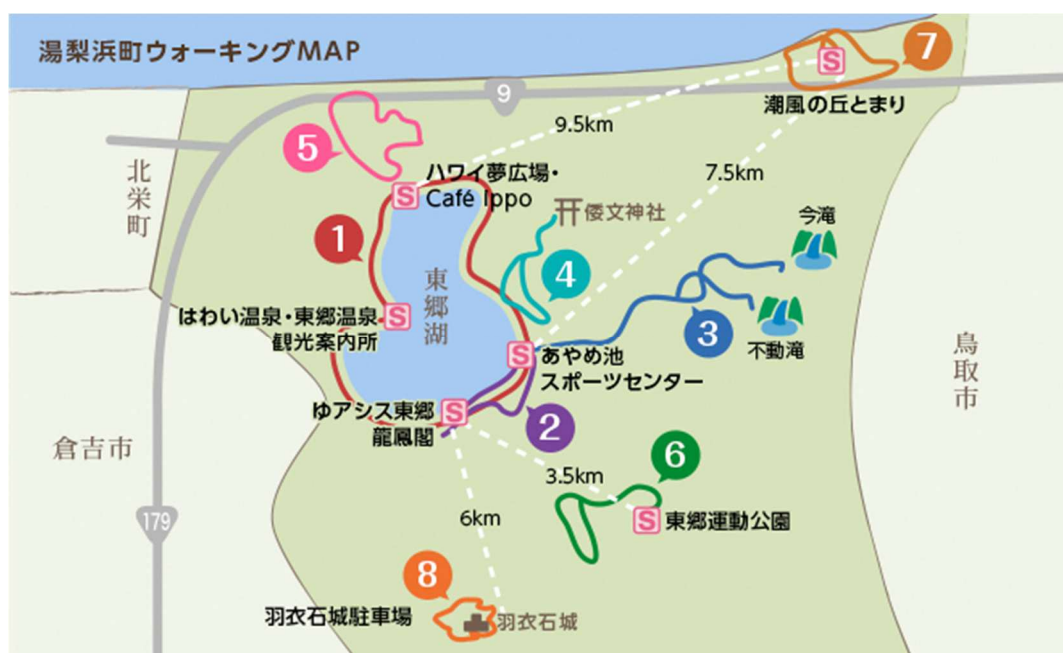 湯梨浜町ウォーキングMAP
7
S
潮風の丘とまり
9
9.5km
5
北栄町
ハワイ夢広場・
Café Ippo
S
7.5km
倭文神社
今滝
1
4
東郷湖
3
はわい温泉・東郷温泉
観光案内所
S
不動滝
鳥取市
S
あやめ池
スポーツセンター
ゆアシス東郷
龍鳳閣
S
2
倉吉市
6
3.5km
179
6km
S
東郷運動公園
8
羽衣石城駐車場
羽衣石城